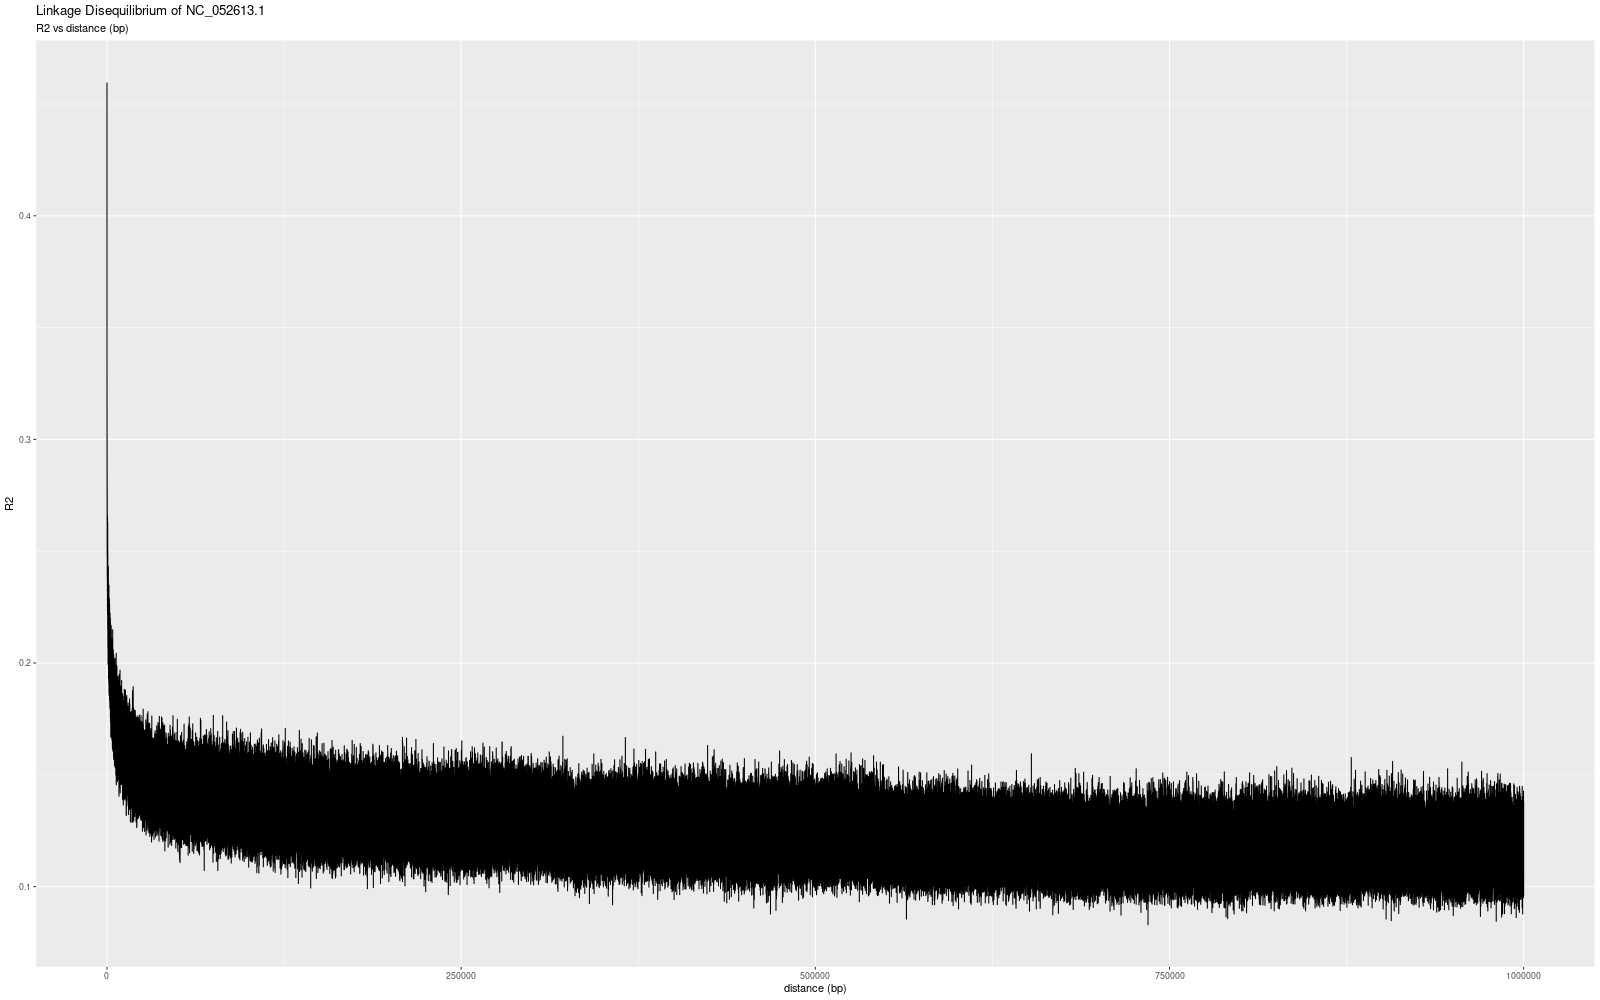 Linkage Disequilibrium of NC_052613.1
R2 vs distance (bp)
0.4
0.3
0.2
0.1
R2
0 250000 500000 750000 1000000
distance (bp)